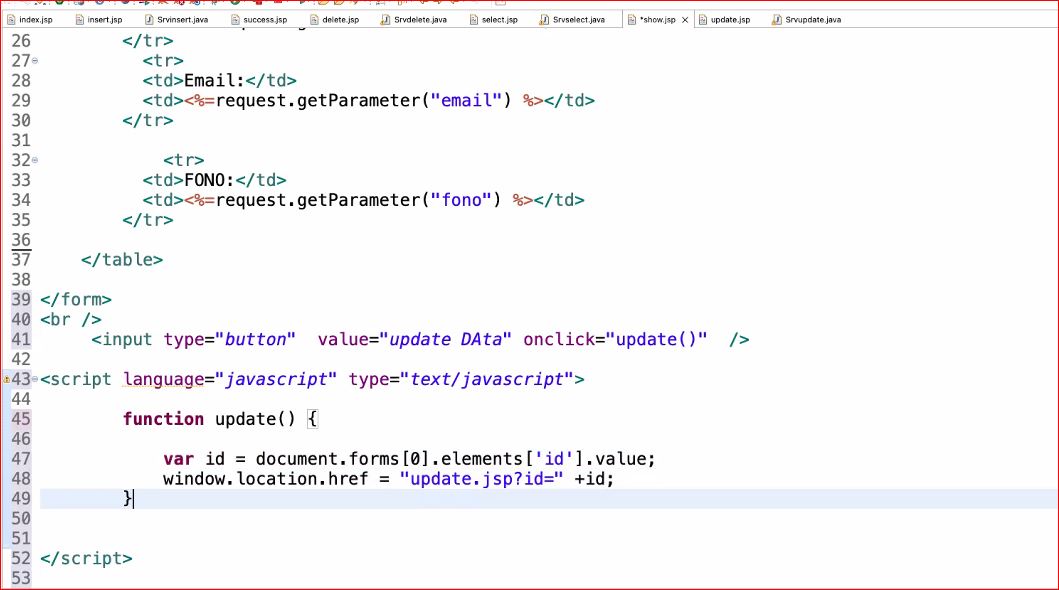 index.jsp insert.jsp Srvinsert.java success.jsp delete.jsp Srvdelete.java select.jsp Srvselect.java *show.jsp update.jsp Srvupdate.java
26 </tr>
27 <tr>
28 <td>Email:</td>
29 <td><%=request.getParameter("email") %></td>
30 </tr>
31
32 <tr>
33 <td>FONO:</td>
34 <td><%=request.getParameter("fono") %></td>
35 </tr>
36
37 </table>
38
39 </form>
40 <br />
41 <input type="button" value="update DAta" onclick="update()" />
42
43 <script language="javascript" type="text/javascript">
44
45 function update() {
46
47 var id = document.forms[0].elements['id'].value;
48 window.location.href = "update.jsp?id=" +id;
49 }
50
51
52 </script>
53